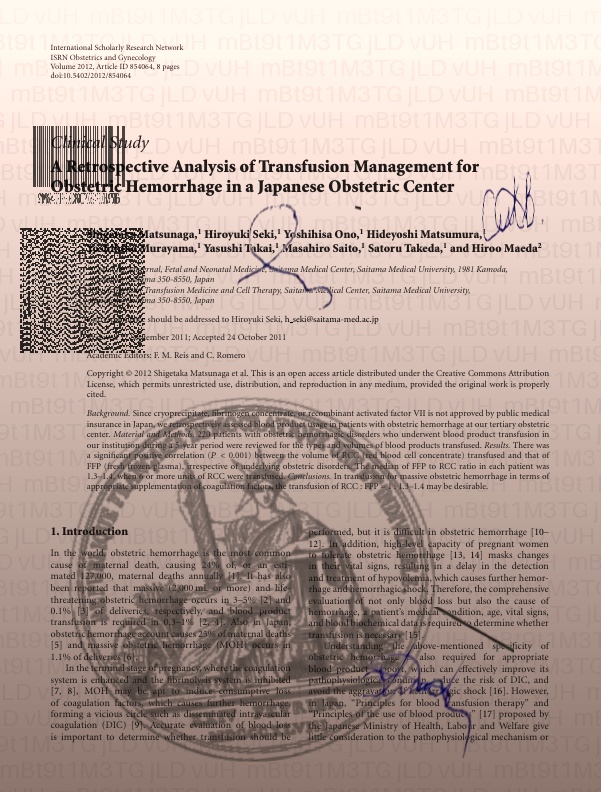 International Scholarly Research Network
ISRN Obstetrics and Gynecology
Volume 2012, Article ID 854064, 8 pages
doi:10.5402/2012/854064
Clinical Study
A Retrospective Analysis of Transfusion Management for
Obstetric Hemorrhage in a Japanese Obstetric Center
Matsunaga,1 Hiroyuki Seki,1 Yoshihisa Ono,1 Hideyoshi Matsumura,1
Murayama,1 Yasushi Takai,1 Masahiro Saito,1 Satoru Takeda,1 and Hiroo Maeda2
Fetal and Neonatal Medicine, Saitama Medical Center, Saitama Medical University, 1981 Kamoda,
350-8550, Japan
Transfusion Medicine and Cell Therapy, Saitama Medical Center, Saitama Medical University,
350-8550, Japan
should be addressed to Hiroyuki Seki, h_seki@saitama-med.ac.jp
2011; Accepted 24 October 2011
Academic Editors: F. M. Reis and C. Romero
Copyright © 2012 Shigetaka Matsunaga et al. This is an open access article distributed under the Creative Commons Attribution
License, which permits unrestricted use, distribution, and reproduction in any medium, provided the original work is properly
cited.
Background. Since cryoprecipitate, fibrinogen concentrate, or recombinant activated factor VII is not approved by public medical
insurance in Japan, we retrospectively assessed blood product usage in patients with obstetric hemorrhage at our tertiary obstetric
center. Material and Methods. 220 patients with obstetric hemorrhagic disorders who underwent blood product transfusion in
our institution during a 5-year period were reviewed for the types and volumes of blood products transfused. Results. There was
a significant positive correlation (P < 0.001) between the volume of RCC (red blood cell concentrate) transfused and that of
FFP (fresh frozen plasma), irrespective of underlying obstetric disorders. The median of FFP to RCC ratio in each patient was
1.3–1.4, when 6 or more units of RCC were transfused. Conclusions. In transfusion for massive obstetric hemorrhage in terms of
appropriate supplementation of coagulation factors, the transfusion of RCC : FFP = 1 : 1.3–1.4 may be desirable.
1. Introduction
In the world, obstetric hemorrhage is the most common
cause of maternal death, causing 24% of, or an esti-
mated 127,000, maternal deaths annually [1]. It has also
been reported that massive (2,000 mL or more) and life-
threatening obstetric hemorrhage occurs in 3–5% [2] and
0.1% [3] of deliveries, respectively, and blood product
transfusion is required in 0.3–1% [2, 4]. Also in Japan,
obstetric hemorrhage account causes 25% of maternal deaths
[5] and massive obstetric hemorrhage (MOH) occurs in
1.1% of deliveries [6].
In the terminal stage of pregnancy, where the coagulation
system is enhanced and the fibrinolysis system is inhibited
[7, 8], MOH may be apt to induce consumptive loss
of coagulation factors, which causes further hemorrhage,
forming a vicious circle such as disseminated intravascular
coagulation (DIC) [9]. Accurate evaluation of blood loss
is important to determine whether transfusion should be
performed, but it is difficult in obstetric hemorrhage [10–
12]. In addition, high-level capacity of pregnant women
to tolerate obstetric hemorrhage [13, 14] masks changes
in their vital signs, resulting in a delay in the detection
and treatment of hypovolemia, which causes further hemor-
rhage and hemorrhagic shock. Therefore, the comprehensive
evaluation of not only blood loss but also the cause of
hemorrhage, a patient's medical condition, age, vital signs,
and blood biochemical data is required to determine whether
transfusion is necessary [15].
Understanding the above-mentioned specificity of
obstetric hemorrhage is also required for appropriate
blood product support, which can effectively improve its
pathophysiological condition, reduce the risk of DIC, and
avoid the aggravation of hemorrhagic shock [16]. However,
in Japan, "Principles for blood transfusion therapy" and
"Principles of the use of blood product" [17] proposed by
the Japanese Ministry of Health, Labour and Welfare give
little consideration to the pathophysiological mechanism or